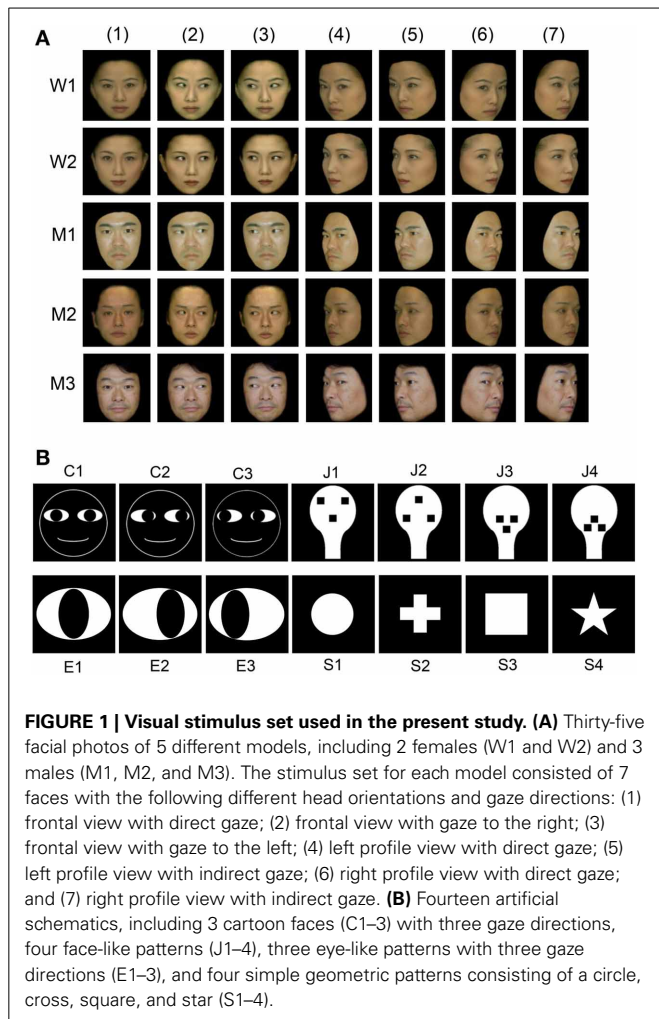 A
(1) (2) (3) (4) (5) (6) (7)
W1
W2
M1
M2
M3
B
C1 C2 C3 J1 J2 J3 J4
E1 E2 E3 S1 S2 S3 S4
FIGURE 1 | Visual stimulus set used in the present study. (A) Thirty-five
facial photos of 5 different models, including 2 females (W1 and W2) and 3
males (M1, M2, and M3). The stimulus set for each model consisted of 7
faces with the following different head orientations and gaze directions: (1)
frontal view with direct gaze; (2) frontal view with gaze to the right; (3)
frontal view with gaze to the left; (4) left profile view with direct gaze; (5)
left profile view with indirect gaze; (6) right profile view with direct gaze;
and (7) right profile view with indirect gaze. (B) Fourteen artificial
schematics, including 3 cartoon faces (C1–3) with three gaze directions,
four face-like patterns (J1–4), three eye-like patterns with three gaze
directions (E1–3), and four simple geometric patterns consisting of a circle,
cross, square, and star (S1–4).